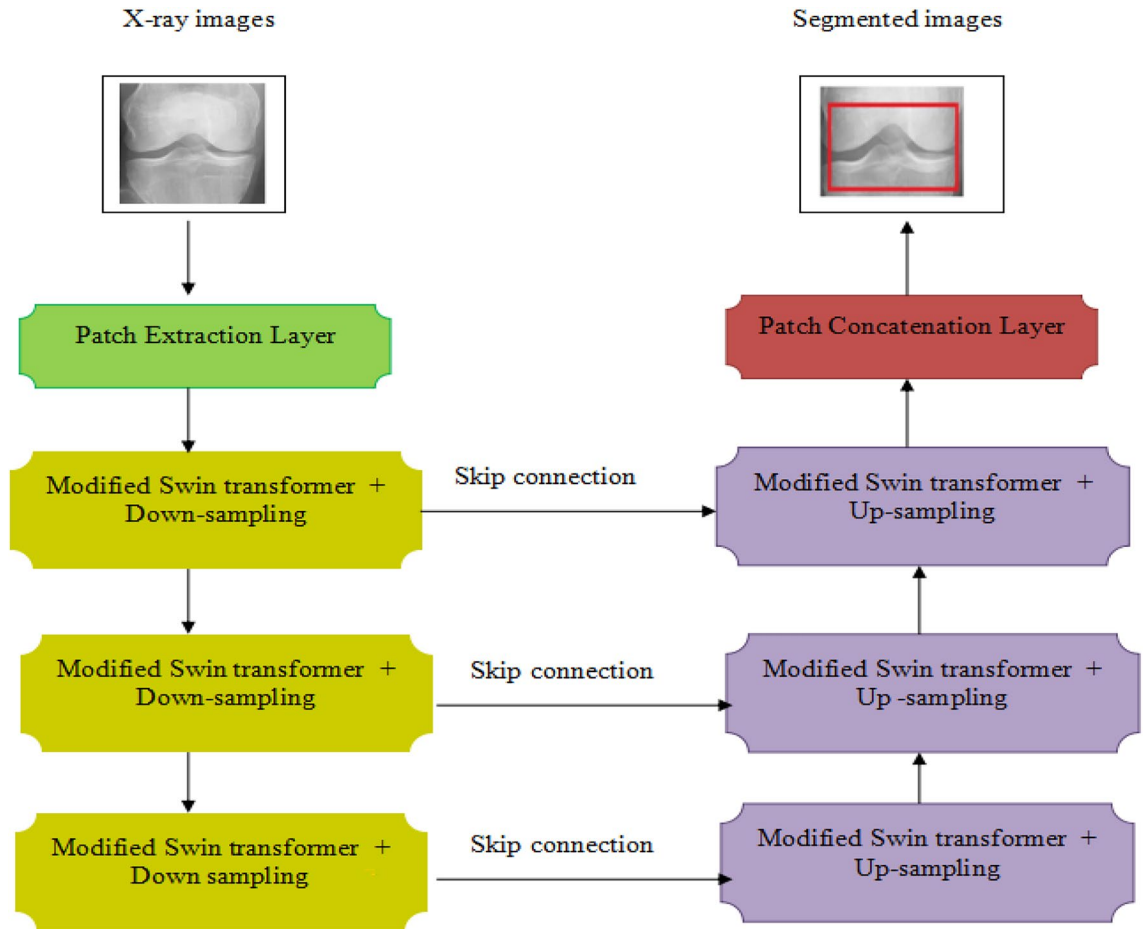 X-ray images
Segmented images
Patch Extraction Layer
Patch Concatenation Layer
Modified Swin transformer +
Down-sampling
Skip connection
Modified Swin transformer +
Up-sampling
Modified Swin transformer +
Down-sampling
Skip connection
Modified Swin transformer +
Up -sampling
Modified Swin transformer +
Down sampling
Skip connection
Modified Swin transformer +
Up-sampling